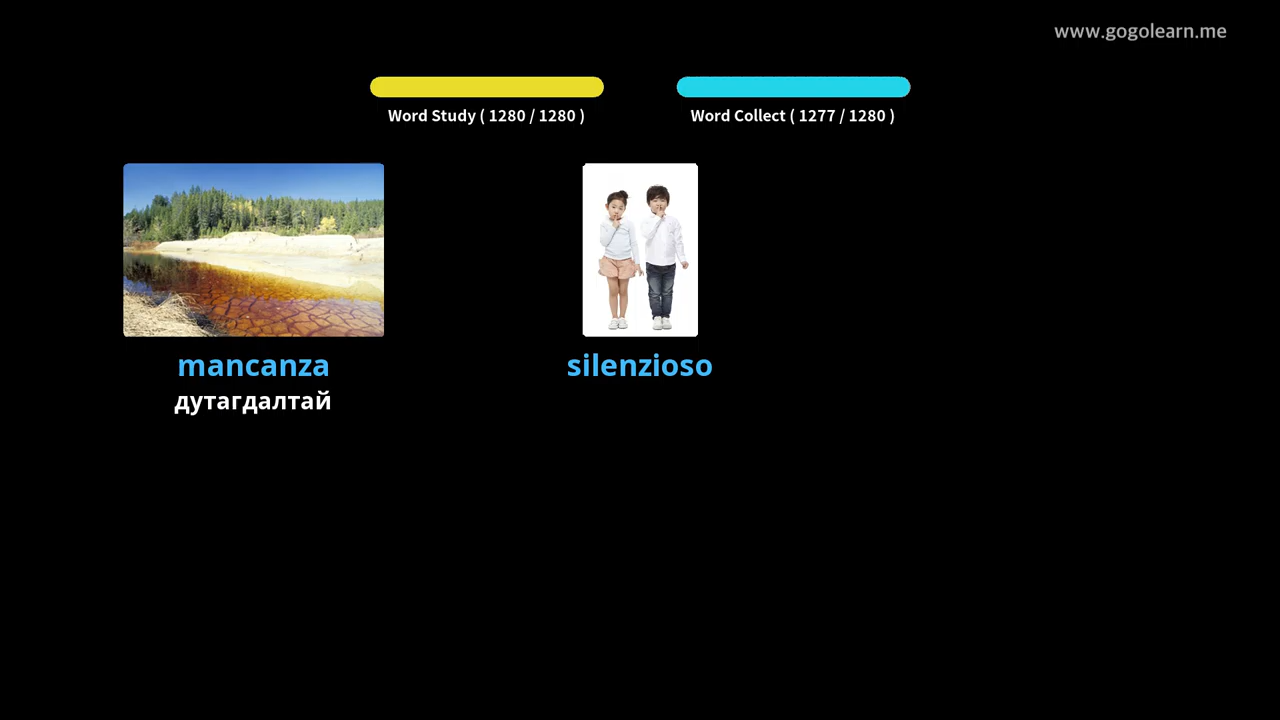 www.gogolearn.me
Word Study ( 1280 / 1280 )
Word Collect ( 1277 / 1280 )
mancanza
дутагдалтай
silenzioso